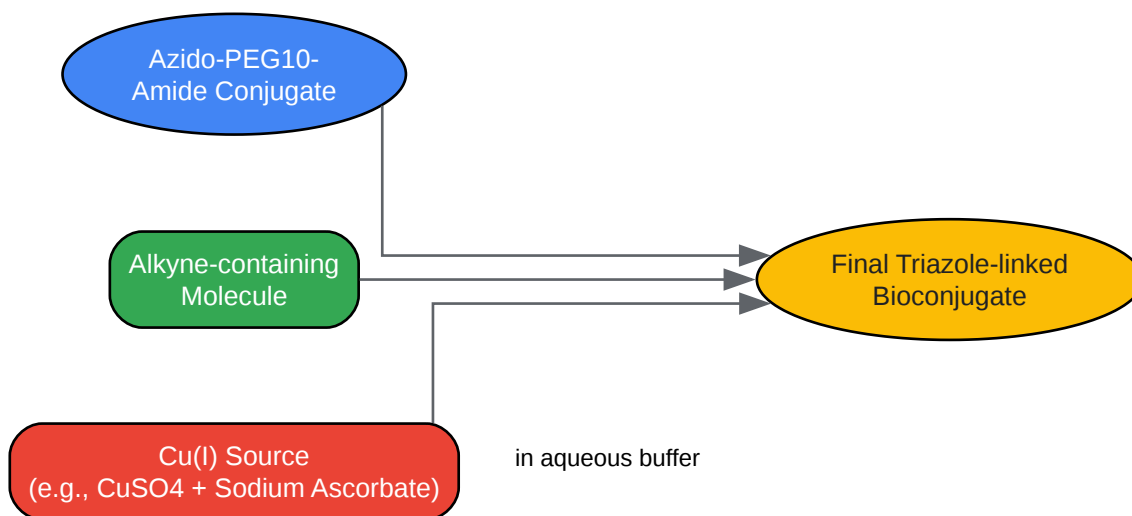 Azido-PEG10-
Amide Conjugate
Alkyne-containing
Molecule
Final Triazole-linked
Bioconjugate
Cu(I) Source
(e.g., CuSO4 + Sodium Ascorbate)
in aqueous buffer